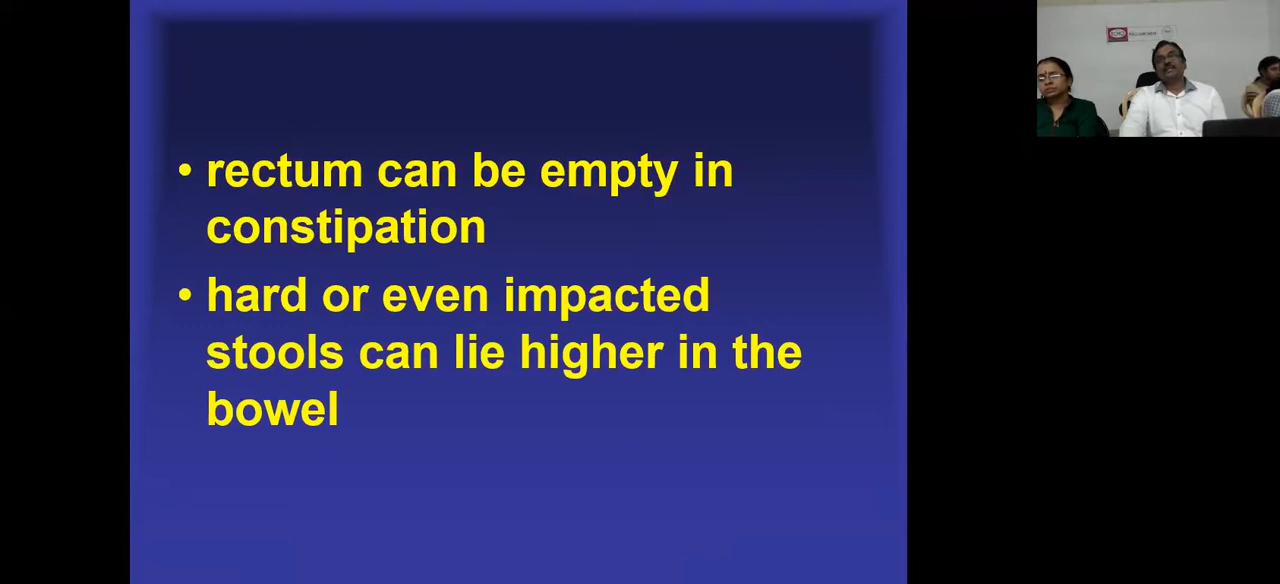 • rectum can be empty in
constipation
• hard or even impacted
stools can lie higher in the
bowel